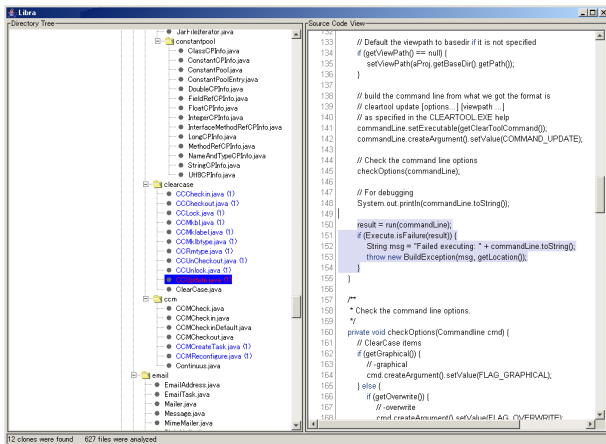 Libra
Directory Tree
JarFileIterator.java
constantpool
ClassCPInfo.java
ConstantCPInfo.java
ConstantPool.java
ConstantPoolEntry.java
DoubleCPInfo.java
FieldRefCPInfo.java
FloatCPInfo.java
IntegerCPInfo.java
InterfaceMethodRefCPInfo.java
LongCPInfo.java
MethodRefCPInfo.java
NameAndTypeCPInfo.java
StringCPInfo.java
Utf8CPInfo.java
clearcase
CCCheckin.java (1)
CCCheckout.java (1)
CCLock.java (1)
CCMkbl.java (1)
CCMklabel.java (1)
CCMklbtype.java (1)
CCRmtype.java (1)
CCUnCheckout.java (1)
CCUnlock.java (1)
CCUpdate.java (1)
ClearCase.java
ccm
CCMCheck.java
CCMCheckin.java
CCMCheckinDefault.java
CCMCheckout.java
CCMCreateTask.java (1)
CCMReconfigure.java (1)
Continuus.java
email
EmailAddress.java
EmailTask.java
Mailer.java
Message.java
MimeMailer.java
Source Code View
132
133 // Default the viewpath to basedir if it is not specified
134 if (getViewPath() == null) {
135 setViewPath(aProj.getBaseDir().getPath());
136 }
137
138 // build the command line from what we got the format is
139 // cleartool update [options...] [viewpath ...]
140 // as specified in the CLEARTOOL.EXE help
141 commandLine.setExecutable(getClearToolCommand());
142 commandLine.createArgument().setValue(COMMAND_UPDATE);
143
144 // Check the command line options
145 checkOptions(commandLine);
146
147 // For debugging
148 System.out.println(commandLine.toString());
149
150 result = run(commandLine);
151 if (Execute.isFailure(result)) {
152 String msg = "Failed executing: " + commandLine.toString();
153 throw new BuildException(msg, getLocation());
154 }
155 }
156
157 /**
158 * Check the command line options.
159 */
160 private void checkOptions(Commandline cmd) {
161 // ClearCase items
162 if (getGraphical()) {
163 // -graphical
164 cmd.createArgument().setValue(FLAG_GRAPHICAL);
165 } else {
166 if (getOverwrite()) {
167 // -overwrite
168 cmd.createArgument().setValue(FLAG_OVERWRITE);
12 clones were found 627 files were analyzed